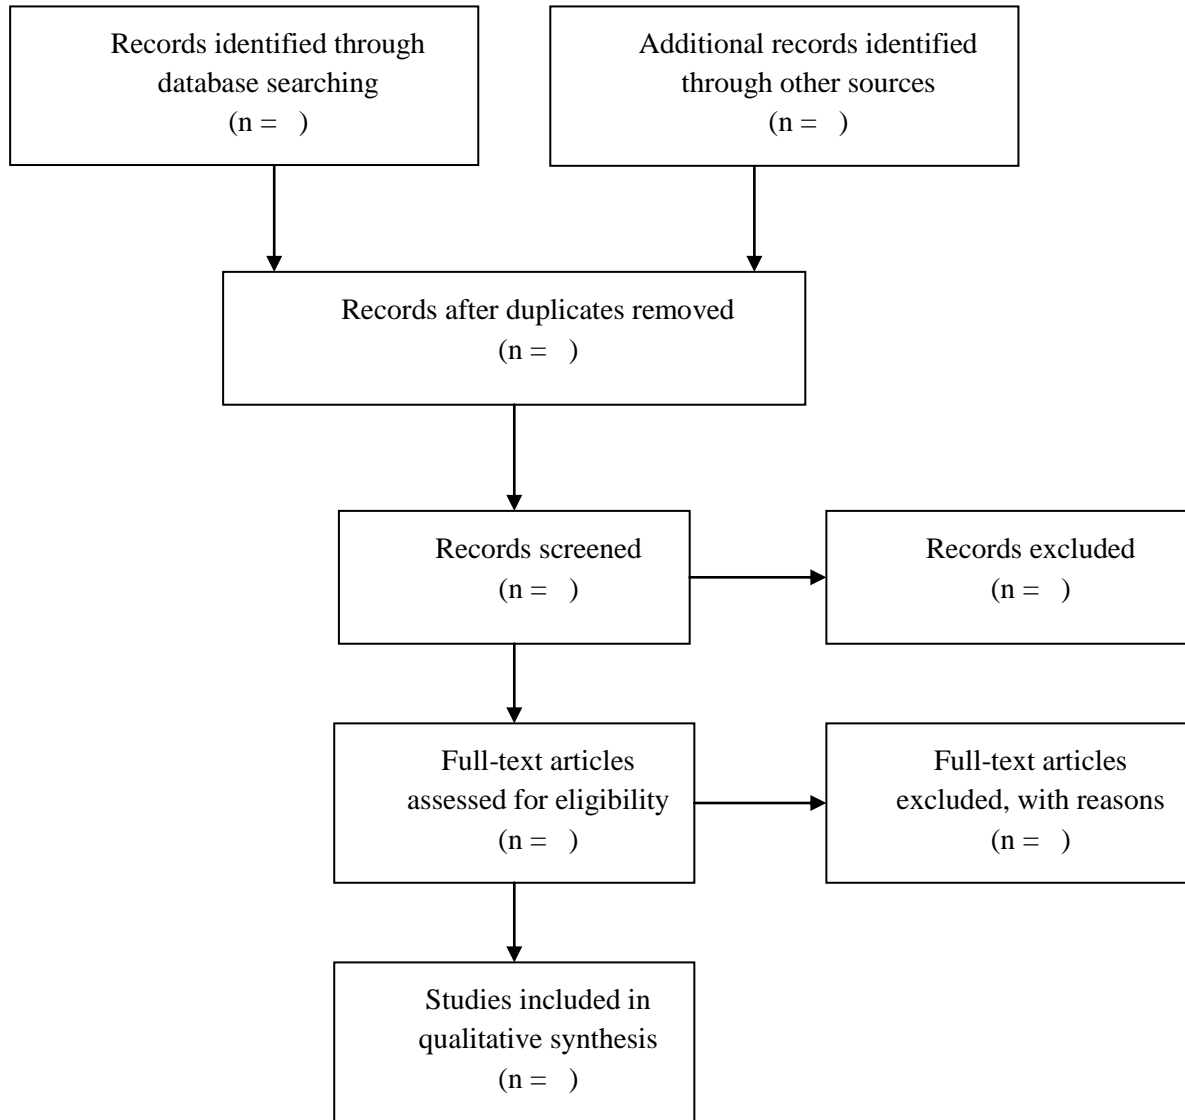 Records identified through
database searching
(n =   )
Additional records identified
through other sources
(n =   )
Records after duplicates removed
(n =   )
Records screened
(n =   )
Records excluded
(n =   )
Full-text articles
assessed for eligibility
(n =   )
Full-text articles
excluded, with reasons
(n =   )
Studies included in
qualitative synthesis
(n =   )